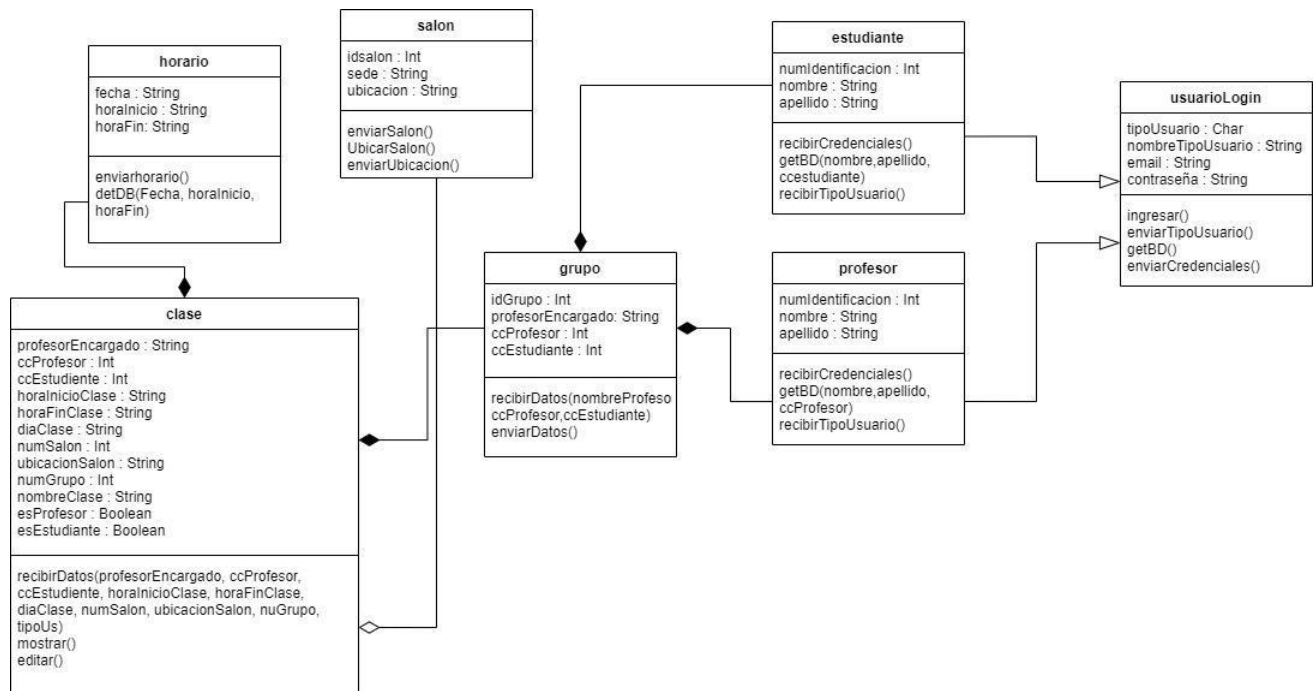 horario
fecha : String
horaInicio : String
horaFin: String
enviarhorario()
detDB(Fecha, horaInicio,
horaFin)
salón
idsalon : Int
sede : String
ubicacion : String
enviarSalon()
UbicarSalon()
enviarUbicacion()
estudiante
numIdentificacion : Int
nombre : String
apellido : String
recibirCredenciales()
getBD(nombre,apellido,
ccestudiante)
recibirTipoUsuario()
usuarioLogin
tipoUsuario : Char
nombreTipoUsuario : String
email : String
contraseña : String
ingresar()
enviarTipoUsuario()
getBD()
enviarCredenciales()
clase
profesorEncargado : String
ccProfesor : Int
ccEstudiente : Int
horaInicioClase : String
horaFinClase : String
diaClase : String
numSalon : Int
ubicacionSalon : String
numGrupo : Int
nombreClase : String
esProfesor : Boolean
esEstudiante : Boolean
recibirDatos(profesorEncargado, ccProfesor,
ccEstudiente, horaInicioClase, horaFinClase,
diaClase, numSalon, ubicacionSalon, nuGrupo,
tipoUs)
mostrar()
editar()
grupo
idGrupo : Int
profesorEncargado: String
ccProfesor : Int
ccEstudiante : Int
recibirDatos(nombreProfeso
ccProfesor,ccEstudiante)
enviarDatos()
profesor
numIdentificacion : Int
nombre : String
apellido : String
recibirCredenciales()
getBD(nombre,apellido,
ccProfesor)
recibirTipoUsuario()